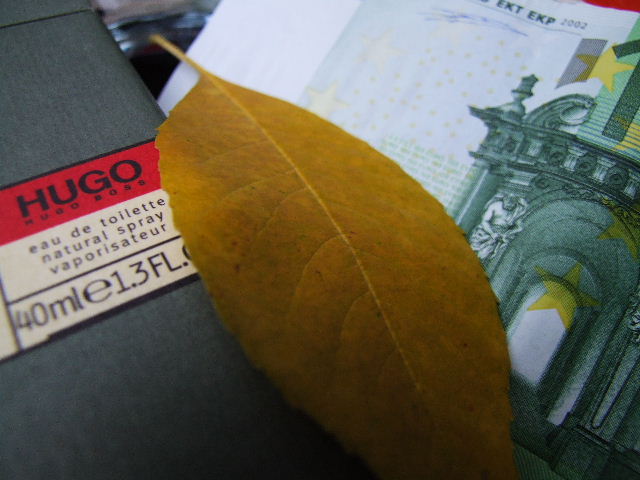 HUGO
HUGO BOSS
eau de toilette
natural spray
vaporisateur
40ml℮1.3FL.
EKT EKP 2002